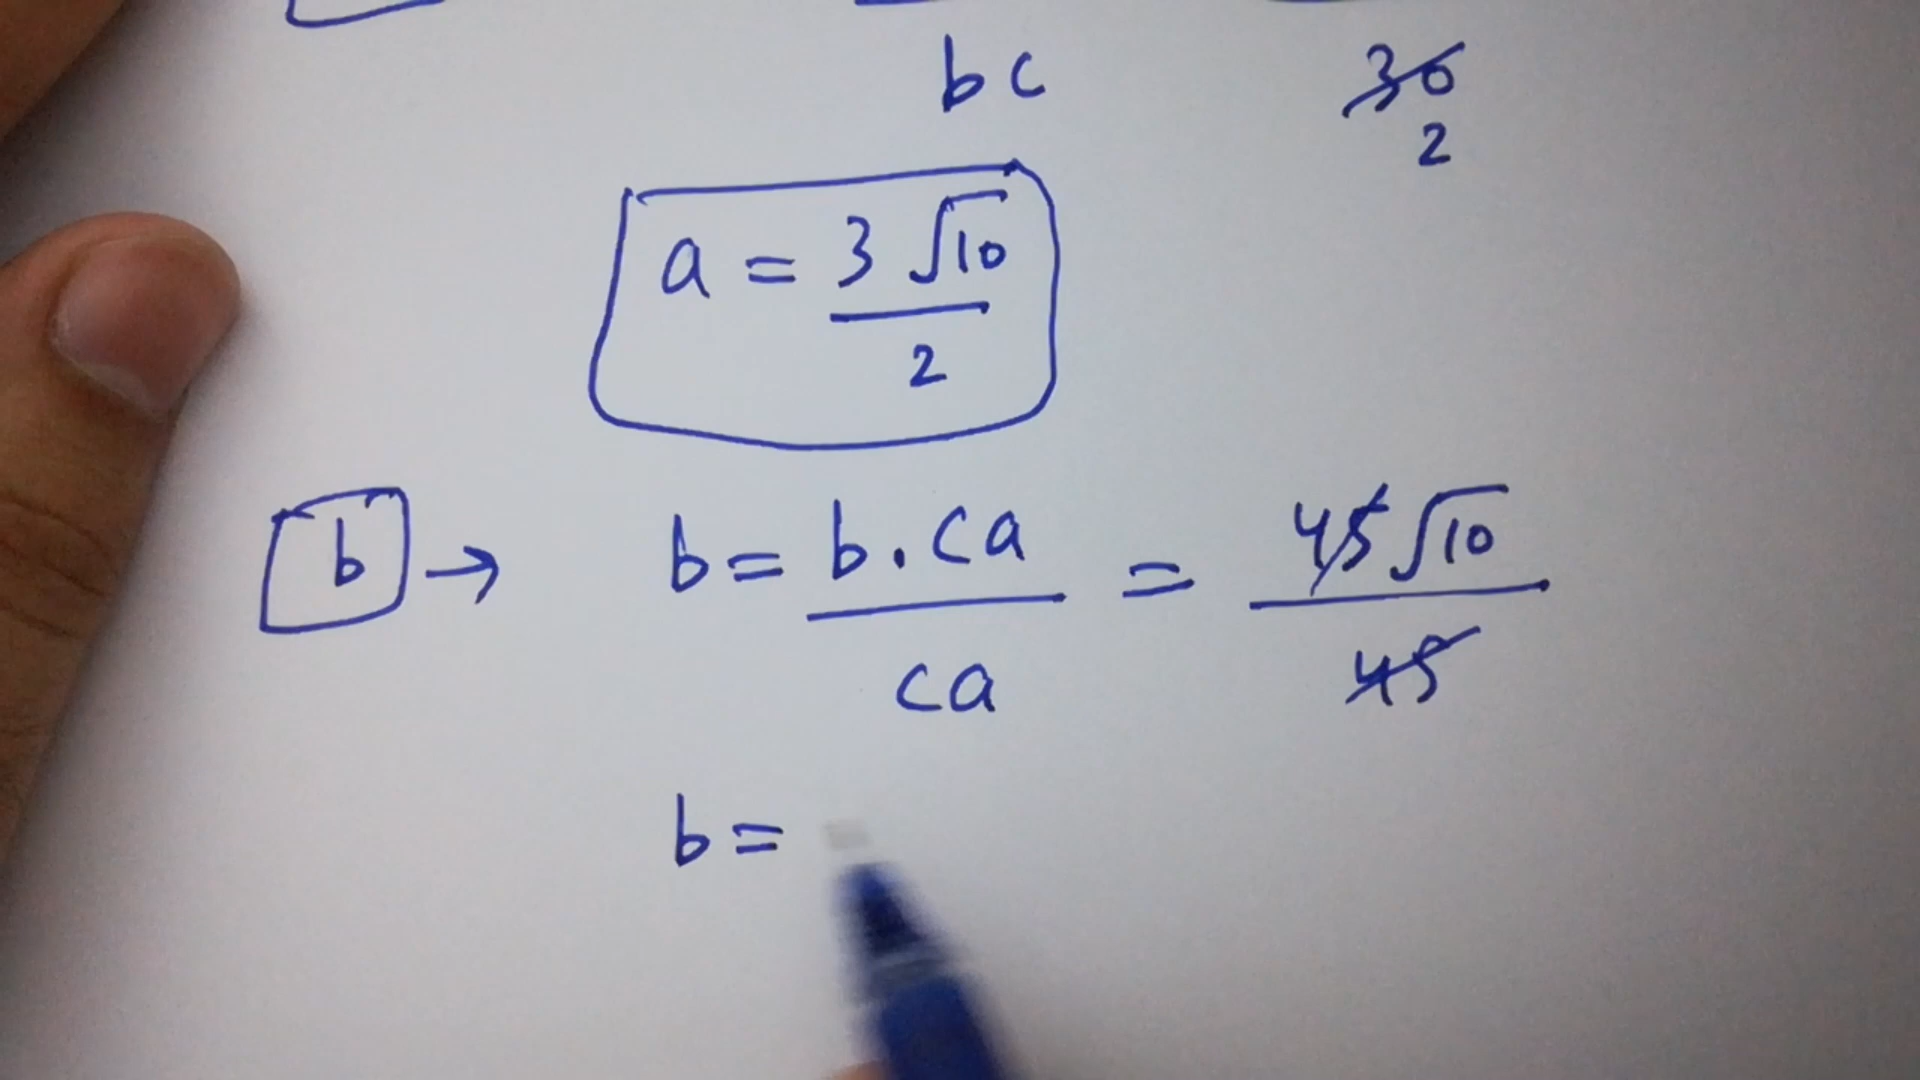 bc 30
2
a = 3√10
2
b → b = b . ca = 45√10
ca 45
b =